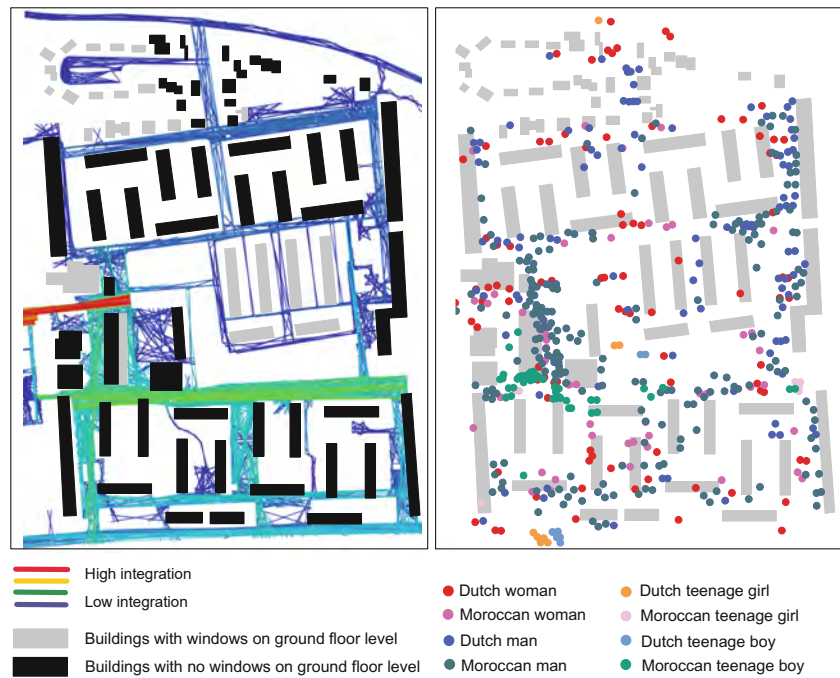 High integration
Low integration
Buildings with windows on ground floor level
Buildings with no windows on ground floor level
Dutch woman
Moroccan woman
Dutch man
Moroccan man
Dutch teenage girl
Moroccan teenage girl
Dutch teenage boy
Moroccan teenage boy